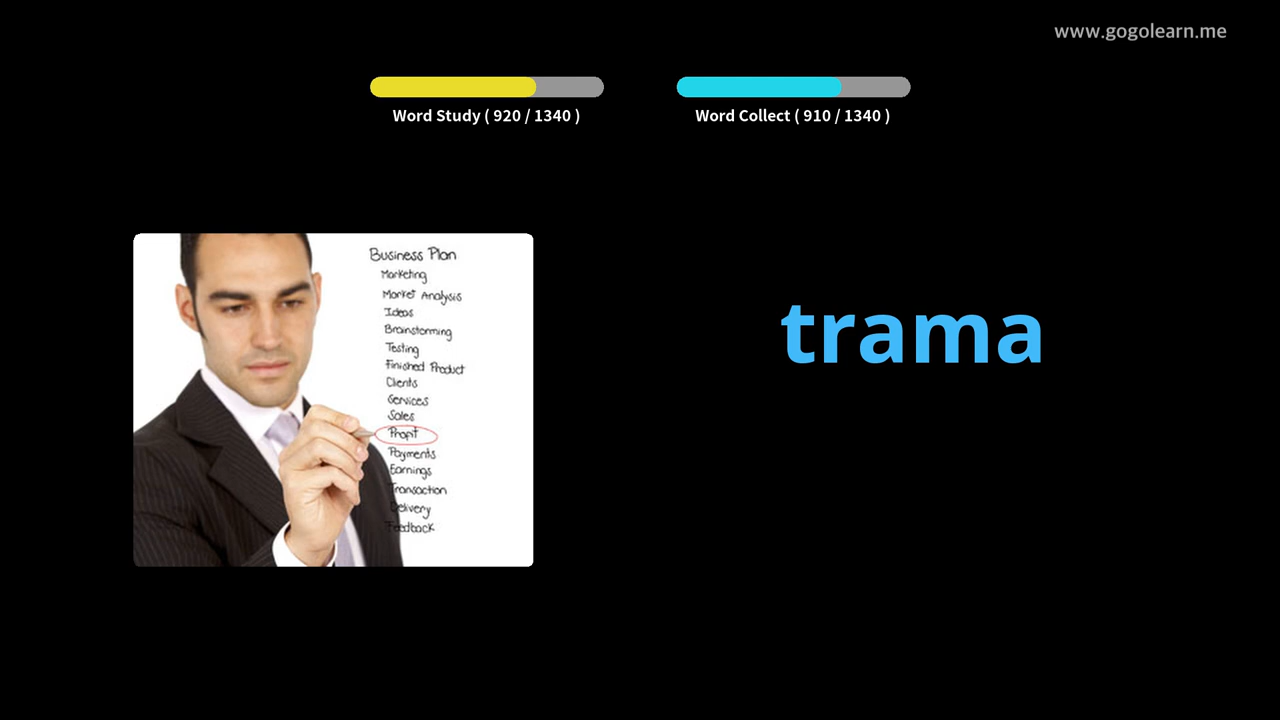 www.gogolearn.me
Word Study ( 920 / 1340 )
Word Collect ( 910 / 1340 )
Business Plan
Marketing
Market Analysis
Ideas
Brainstorming
Testing
Finished Product
Clients
Services
Sales
Profit
Payments
Earnings
Transaction
Delivery
Feedback
trama